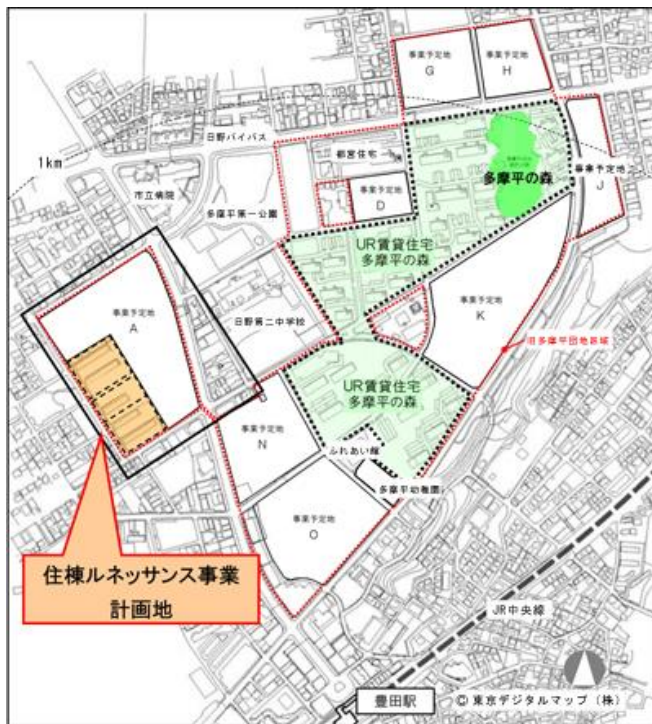 事業予定地
G
事業予定地
H
日野バイパス
都営住宅
1km
市立病院
多摩平第一公園
事業予定地
D
多摩平の森
事業予定地
J
UR賃貸住宅
多摩平の森
事業予定地
A
日野第二中学校
事業予定地
K
旧多摩平団地区域
UR賃貸住宅
多摩平の森
事業予定地
N
ふれあい館
多摩平幼稚園
事業予定地
O
住棟ルネッサンス事業
計画地
JR中央線
豊田駅
© 東京デジタルマップ (株)